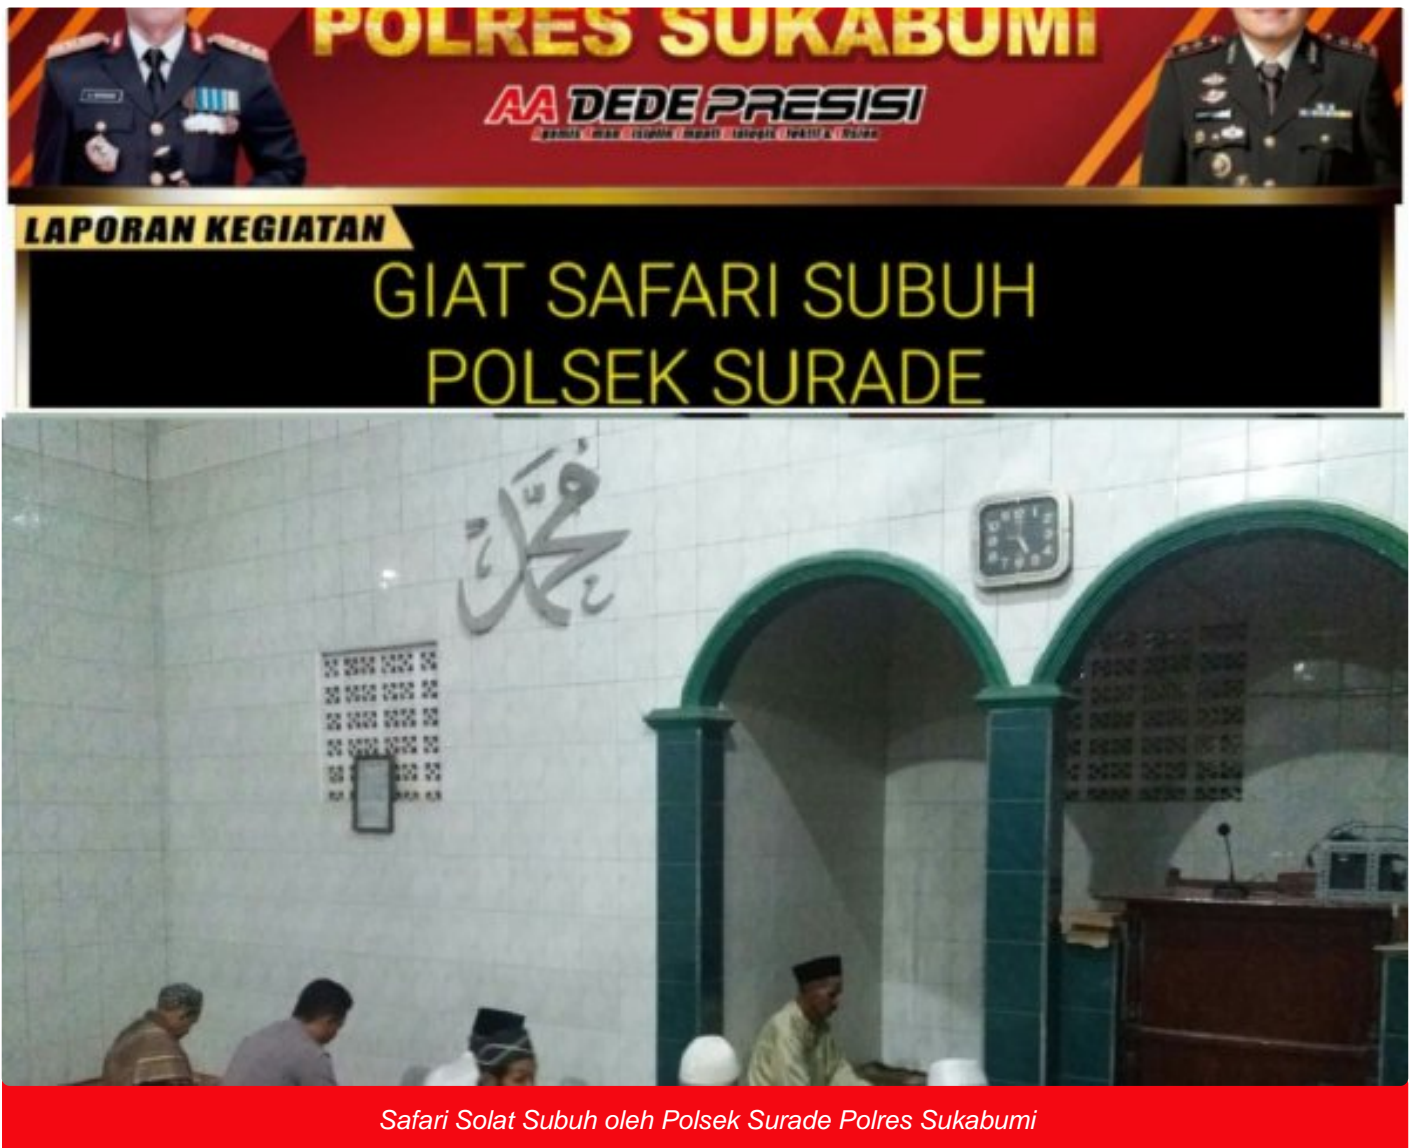 POLRES SUKABUMI
AA DEDE PRESISI
LAPORAN KEGIATAN
GIAT SAFARI SUBUH
POLSEK SURADE
محمد
Safari Solat Subuh oleh Polsek Surade Polres Sukabumi